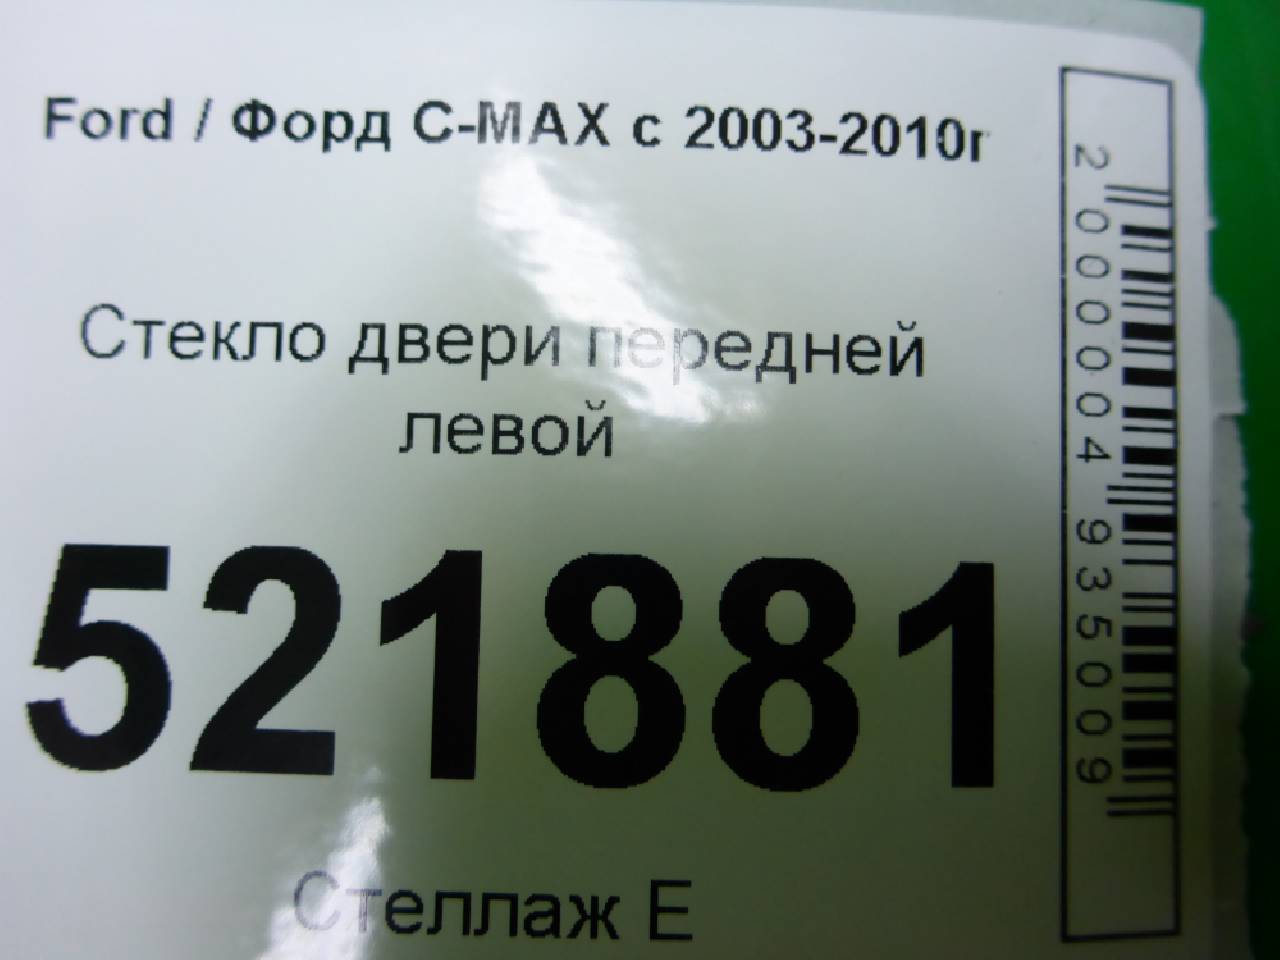 Ford / Форд C-MAX с 2003-2010г
Стекло двери передней
левой
521881
Стеллаж Е
2000004935009